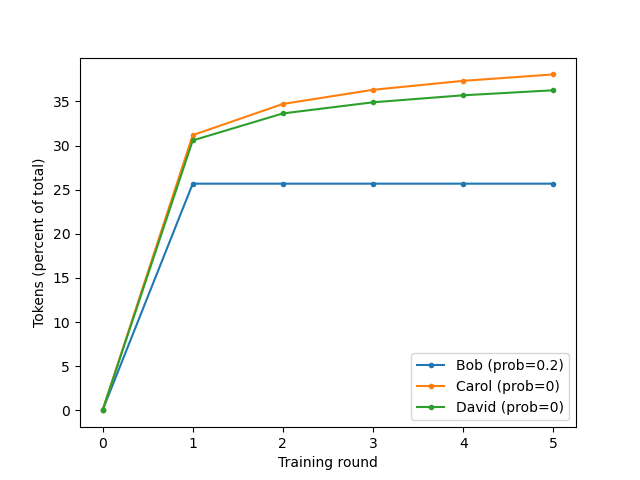 Tokens (percent of total)
35
30
25
20
15
10
5
0
Bob (prob=0.2)
Carol (prob=0)
David (prob=0)
0 1 2 3 4 5
Training round